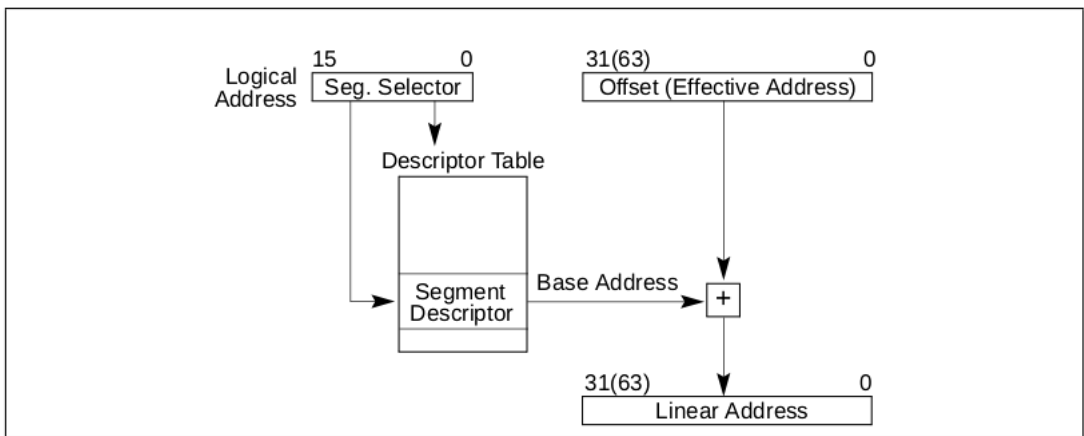 15 0
31(63) 0
Logical
Address
Seg. Selector
Offset (Effective Address)
Descriptor Table
Base Address
Segment
Descriptor
+
31(63) 0
Linear Address